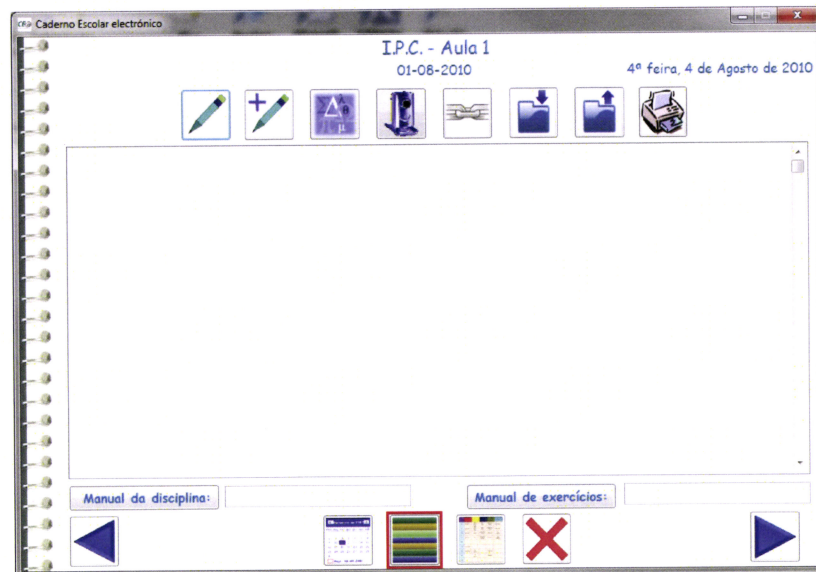 Caderno Escolar electrónico
I.P.C. - Aula 1
01-08-2010
4ª feira, 4 de Agosto de 2010
Manual da disciplina:
Manual de exercícios: